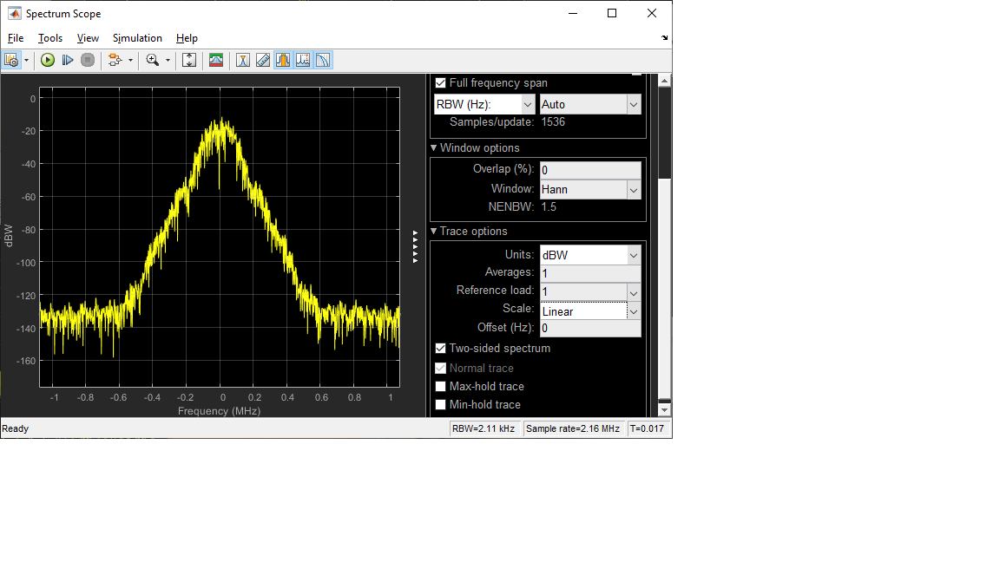 Spectrum Scope
File Tools View Simulation Help
0
-20
-40
-60
-80
-100
-120
-140
-160
dBW
-1 -0.8 -0.6 -0.4 -0.2 0 0.2 0.4 0.6 0.8 1
Frequency (MHz)
Full frequency span
RBW (Hz): Auto
Samples/update: 1536
Window options
Overlap (%): 0
Window: Hann
NENBW: 1.5
Trace options
Units: dBW
Averages: 1
Reference load: 1
Scale: Linear
Offset (Hz): 0
Two-sided spectrum
Normal trace
Max-hold trace
Min-hold trace
Ready RBW=2.11 kHz Sample rate=2.16 MHz T=0.017